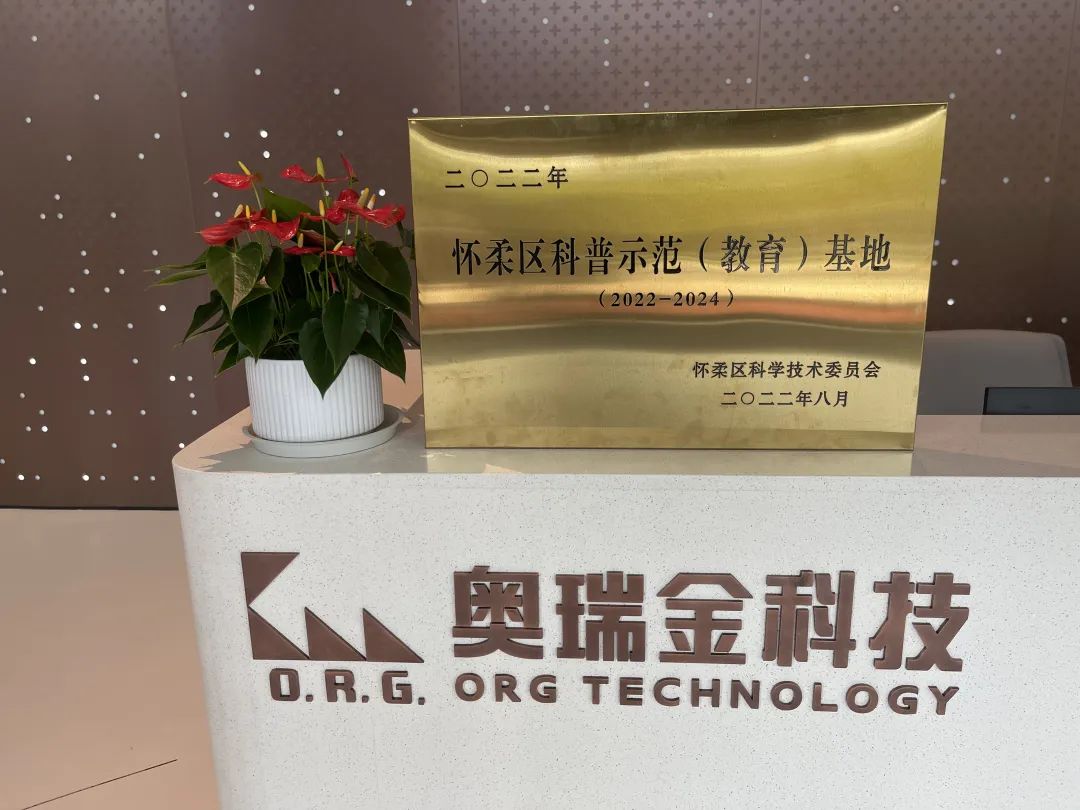 二〇二二年
怀柔区科普示范（教育）基地
（2022-2024）
怀柔区科学技术委员会
二〇二二年八月
奥瑞金科技
O.R.G. ORG TECHNOLOGY